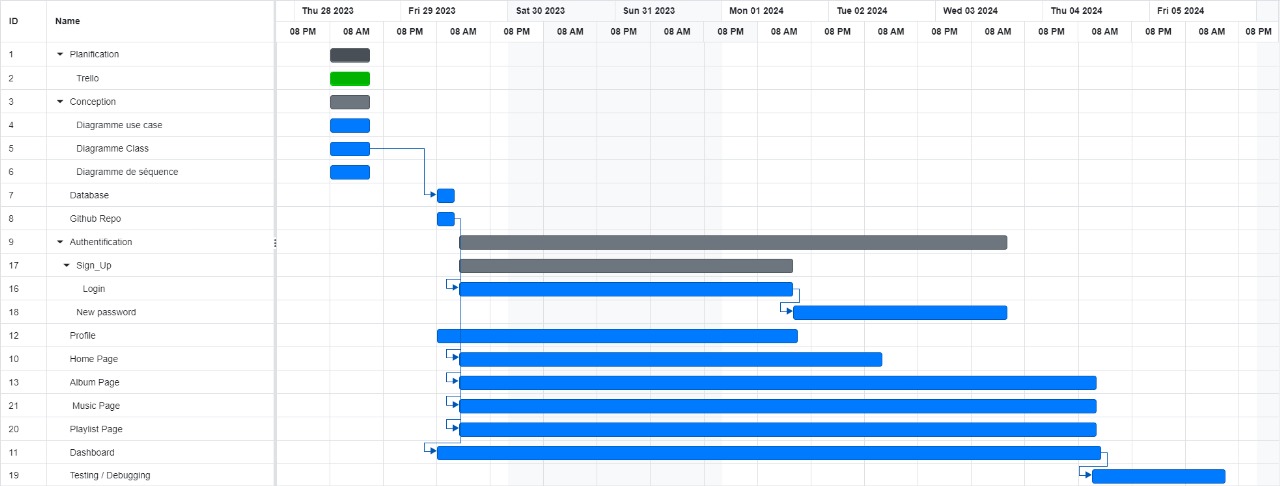 ID Name Thu 28 2023 Fri 29 2023 Sat 30 2023 Sun 31 2023 Mon 01 2024 Tue 02 2024 Wed 03 2024 Thu 04 2024 Fri 05 2024
08 PM 08 AM 08 PM 08 AM 08 PM 08 AM 08 PM 08 AM 08 PM 08 AM 08 PM 08 AM 08 PM 08 AM 08 PM 08 AM 08 PM 08 AM 08 PM
1 Planification
2 Trello
3 Conception
4 Diagramme use case
5 Diagramme Class
6 Diagramme de séquence
7 Database
8 Github Repo
9 Authentification
17 Sign_Up
16 Login
18 New password
12 Profile
10 Home Page
13 Album Page
21 Music Page
20 Playlist Page
11 Dashboard
19 Testing / Debugging